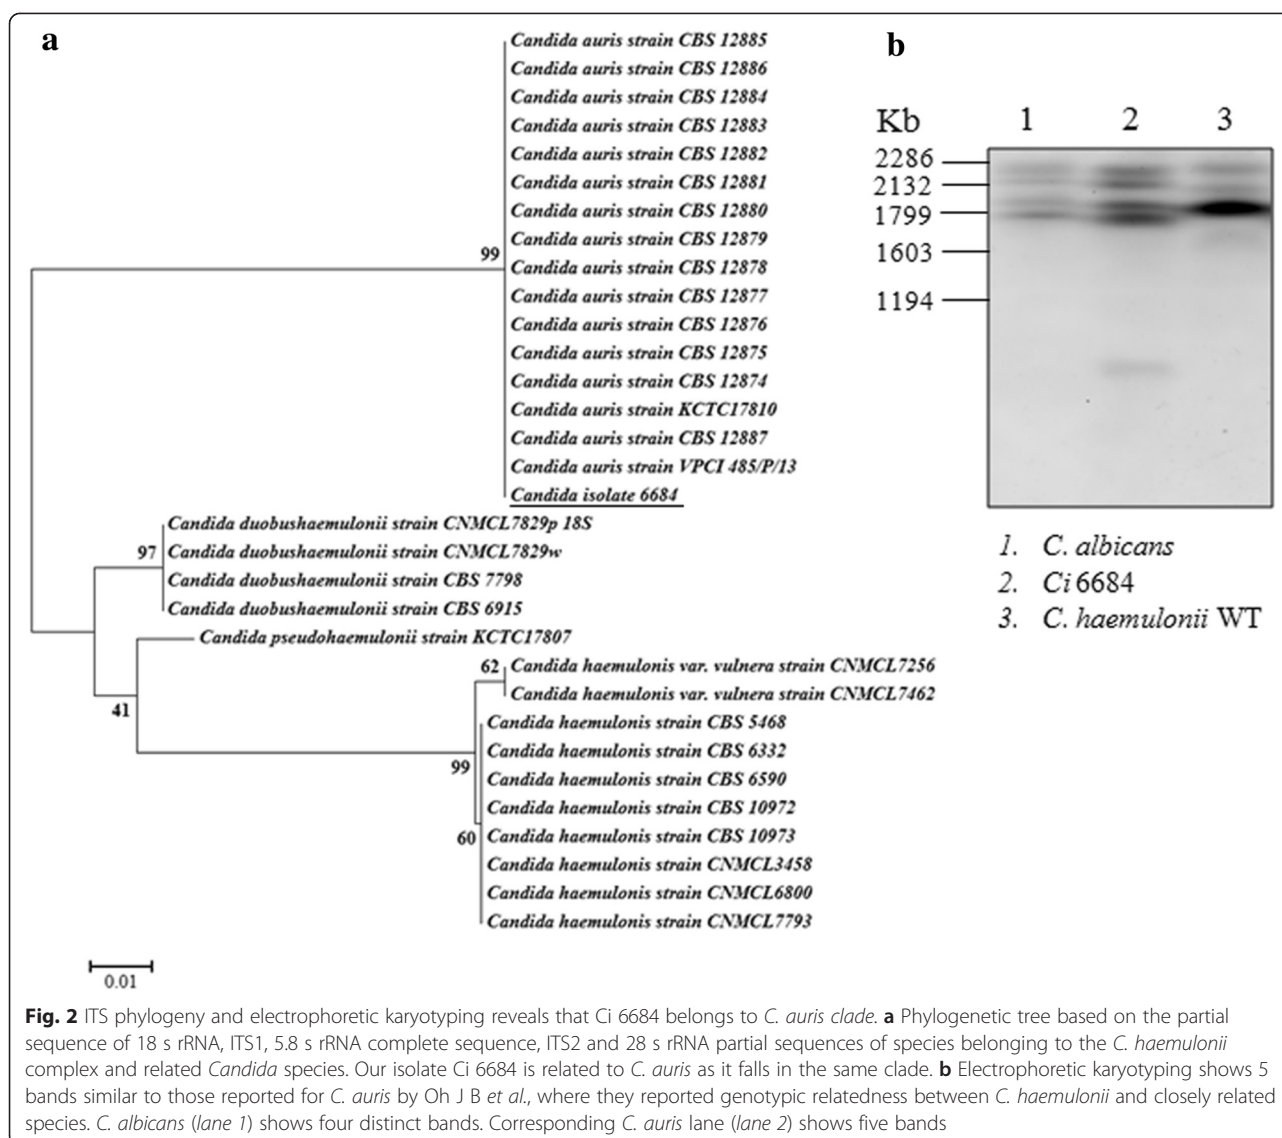 a
Candida auris strain CBS 12885
Candida auris strain CBS 12886
Candida auris strain CBS 12884
Candida auris strain CBS 12883
Candida auris strain CBS 12882
Candida auris strain CBS 12881
Candida auris strain CBS 12880
Candida auris strain CBS 12879
99
Candida auris strain CBS 12878
Candida auris strain CBS 12877
Candida auris strain CBS 12876
Candida auris strain CBS 12875
Candida auris strain CBS 12874
Candida auris strain KCTC17810
Candida auris strain CBS 12887
Candida auris strain VPCI 485/P/13
Candida isolate 6684
Candida duobushaemulonii strain CNMCL7829p 18S
97
Candida duobushaemulonii strain CNMCL7829w
Candida duobushaemulonii strain CBS 7798
Candida duobushaemulonii strain CBS 6915
Candida pseudohaemulonii strain KCTC17807
62
Candida haemulonis var. vulnera strain CNMCL7256
Candida haemulonis var. vulnera strain CNMCL7462
41
Candida haemulonis strain CBS 5468
Candida haemulonis strain CBS 6332
99
Candida haemulonis strain CBS 6590
Candida haemulonis strain CBS 10972
60
Candida haemulonis strain CBS 10973
Candida haemulonis strain CNMCL3458
Candida haemulonis strain CNMCL6800
Candida haemulonis strain CNMCL7793
0.01
b
Kb 1 2 3
2286
2132
1799
1603
1194
1. C. albicans
2. Ci 6684
3. C. haemulonii WT
Fig. 2 ITS phylogeny and electrophoretic karyotyping reveals that Ci 6684 belongs to C. auris clade. a Phylogenetic tree based on the partial
sequence of 18 s rRNA, ITS1, 5.8 s rRNA complete sequence, ITS2 and 28 s rRNA partial sequences of species belonging to the C. haemulonii
complex and related Candida species. Our isolate Ci 6684 is related to C. auris as it falls in the same clade. b Electrophoretic karyotyping shows 5
bands similar to those reported for C. auris by Oh J B et al., where they reported genotypic relatedness between C. haemulonii and closely related
species. C. albicans (lane 1) shows four distinct bands. Corresponding C. auris lane (lane 2) shows five bands